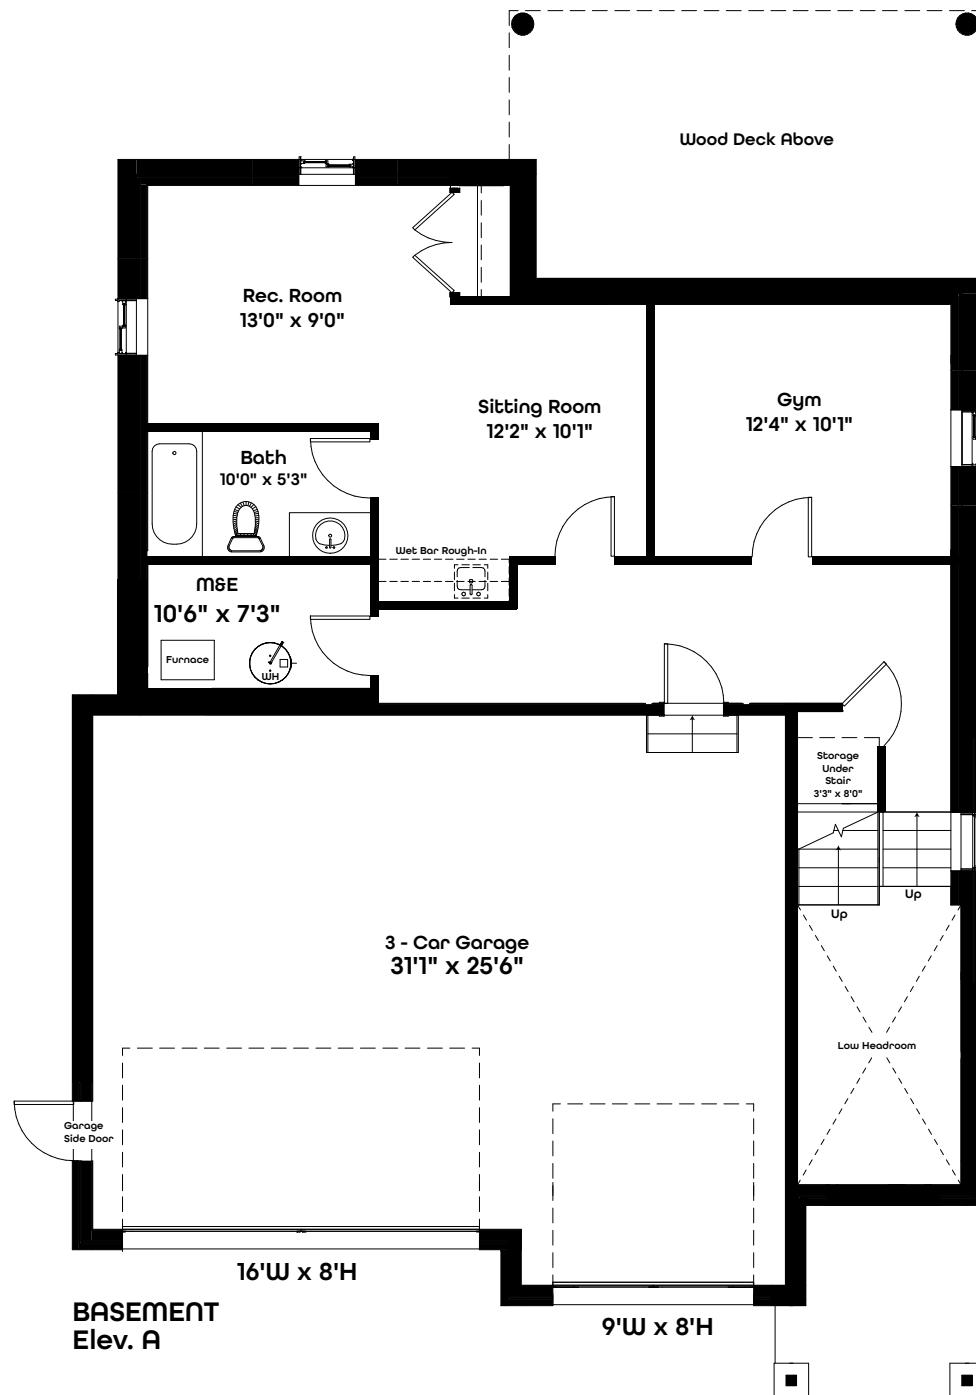 Wood Deck Above
Rec. Room
13'0" x 9'0"
Sitting Room
12'2" x 10'1"
Gym
12'4" x 10'1"
Bath
10'0" x 5'3"
Wet Bar Rough-In
M&E
10'6" x 7'3"
Furnace
WH
Storage
Under
Stair
3'3" x 8'0"
Up
Up
3 - Car Garage
31'1" x 25'6"
Low Headroom
Garage
Side Door
16'W x 8'H
9'W x 8'H
BASEMENT
Elev. A